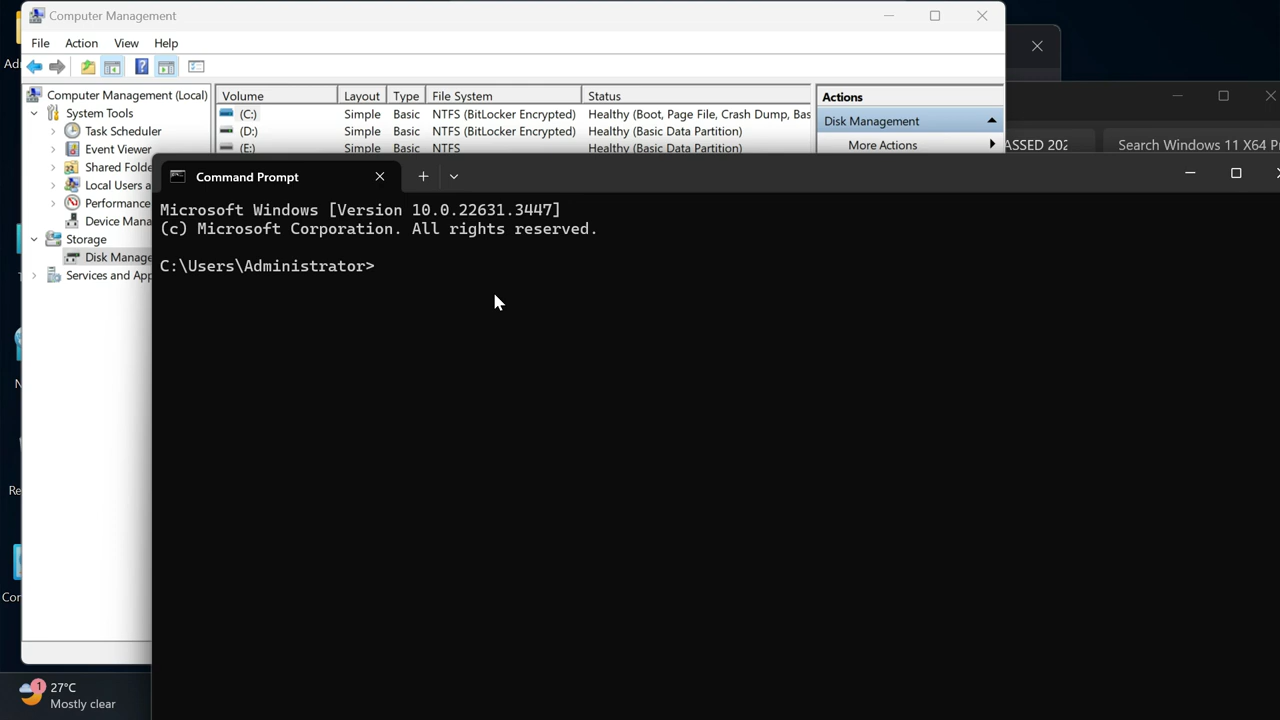 Computer Management
File Action View Help
Computer Management (Local)
System Tools
Task Scheduler
Event Viewer
Shared Folde
Local Users a
Performance
Device Mana
Storage
Disk Manage
Services and App
Volume Layout Type File System Status
(C:) Simple Basic NTFS (BitLocker Encrypted) Healthy (Boot, Page File, Crash Dump, Bas
(D:) Simple Basic NTFS (BitLocker Encrypted) Healthy (Basic Data Partition)
(E:) Simple Basic NTFS Healthy (Basic Data Partition)
Actions
Disk Management
More Actions
ASSED 202
Search Windows 11 X64 P
Command Prompt
Microsoft Windows [Version 10.0.22631.3447]
(c) Microsoft Corporation. All rights reserved.
C:\Users\Administrator>
Ad
N
Re
Cor
1
27°C
Mostly clear